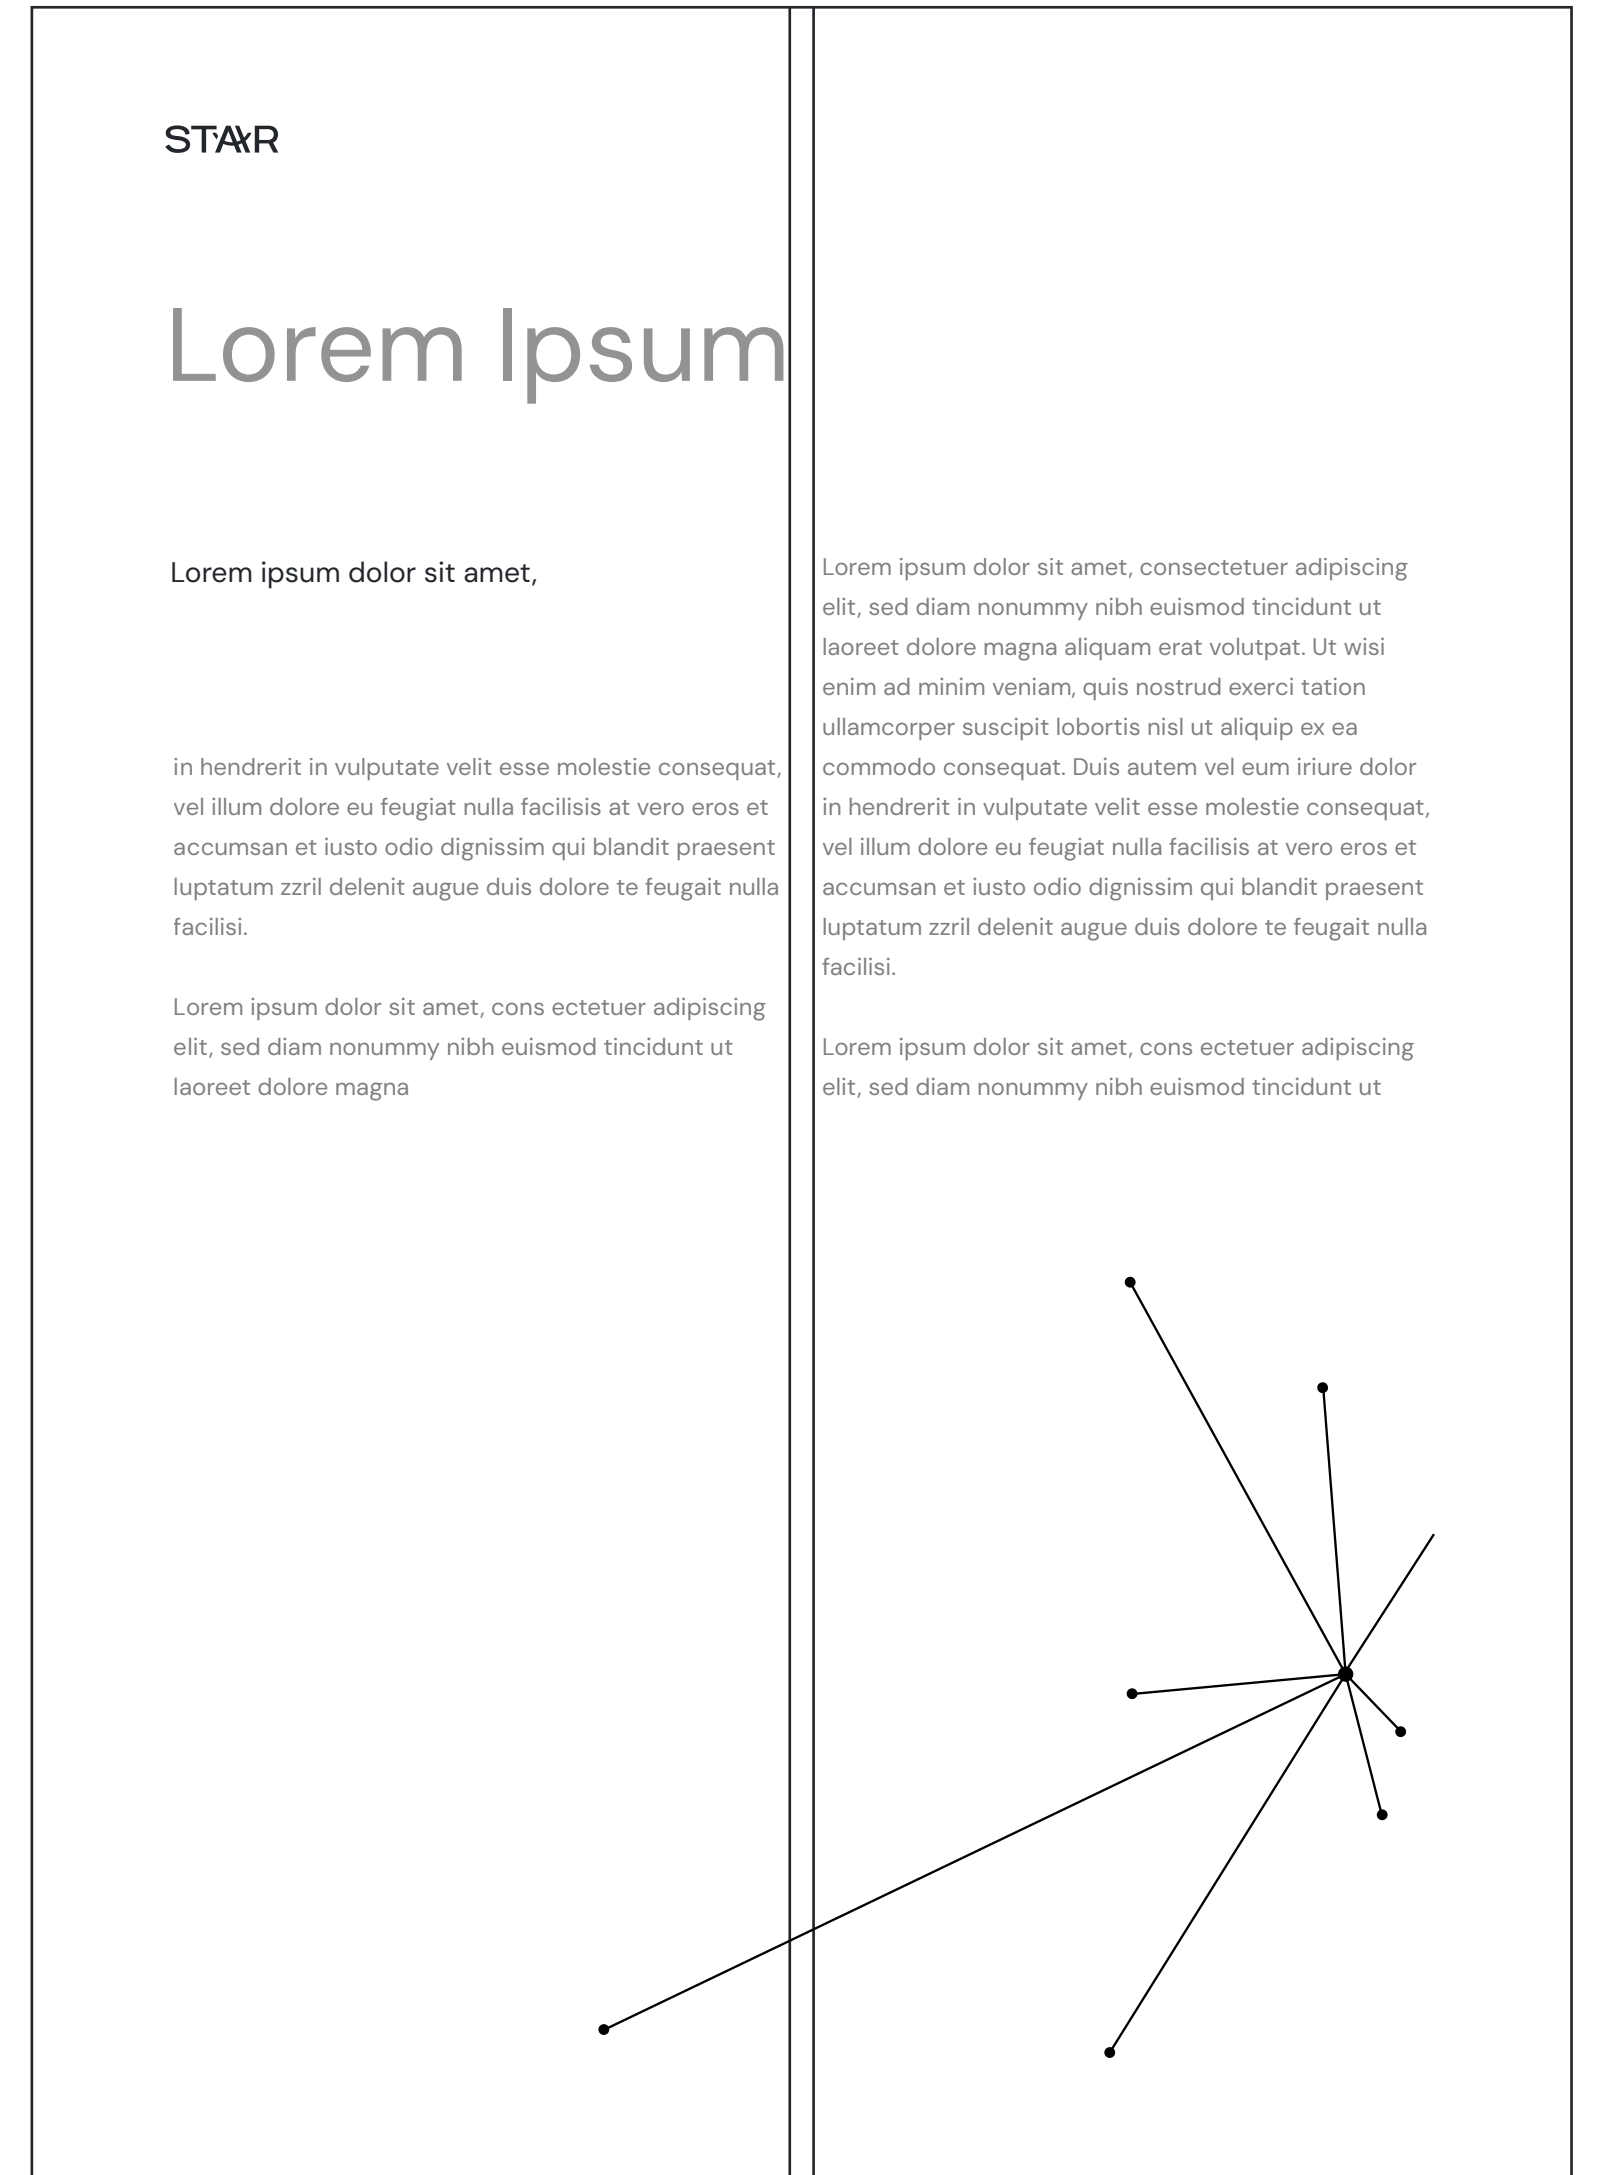 STAR
Lorem Ipsum
Lorem ipsum dolor sit amet,
in hendrerit in vulputate velit esse molestie consequat,
vel illum dolore eu feugiat nulla facilisis at vero eros et
accumsan et iusto odio dignissim qui blandit praesent
luptatum zzril delenit augue duis dolore te feugait nulla
facilisi.
Lorem ipsum dolor sit amet, cons ectetuer adipiscing
elit, sed diam nonummy nibh euismod tincidunt ut
laoreet dolore magna
Lorem ipsum dolor sit amet, consectetuer adipiscing
elit, sed diam nonummy nibh euismod tincidunt ut
laoreet dolore magna aliquam erat volutpat. Ut wisi
enim ad minim veniam, quis nostrud exerci tation
ullamcorper suscipit lobortis nisl ut aliquip ex ea
commodo consequat. Duis autem vel eum iriure dolor
in hendrerit in vulputate velit esse molestie consequat,
vel illum dolore eu feugiat nulla facilisis at vero eros et
accumsan et iusto odio dignissim qui blandit praesent
luptatum zzril delenit augue duis dolore te feugait nulla
facilisi.
Lorem ipsum dolor sit amet, cons ectetuer adipiscing
elit, sed diam nonummy nibh euismod tincidunt ut